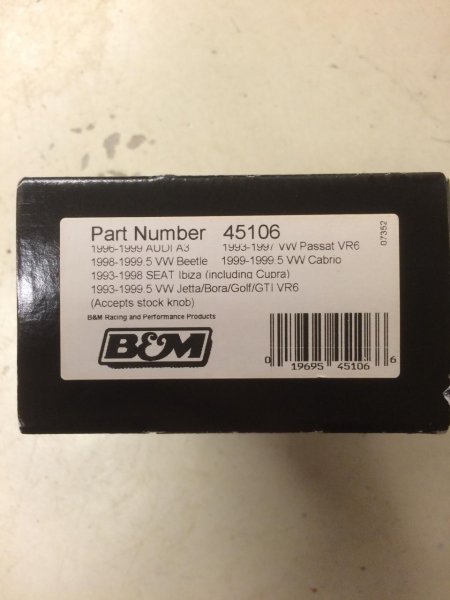 Part Number 45106
1996-1999 AUDI A3 1993-1997 VW Passat VR6
1998-1999.5 VW Beetle 1999-1999.5 VW Cabrio
1993-1998 SEAT Ibiza (including Cupra)
1993-1999.5 VW Jetta/Bora/Golf/GTI VR6
(Accepts stock knob)
B&M Racing and Performance Products
B&M
0 19695 45106 6
07352